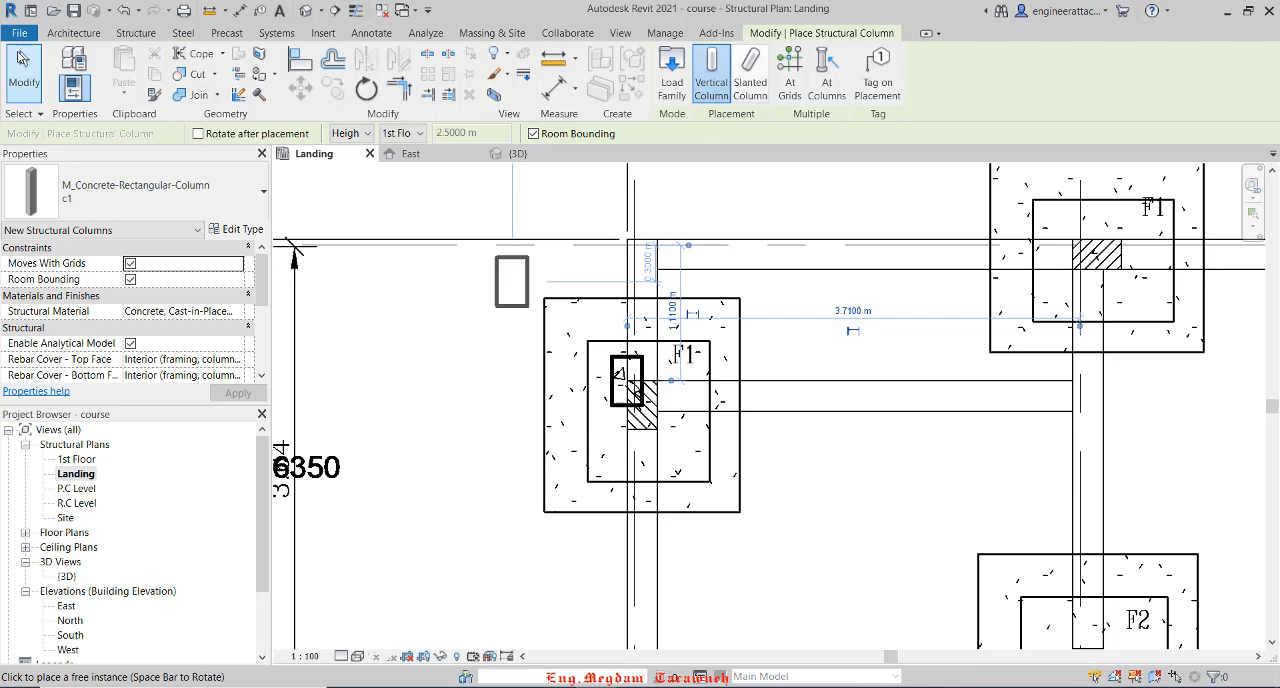 Autodesk Revit 2021 - course - Structural Plan: Landing
engineerattac...
File Architecture Structure Steel Precast Systems Insert Annotate Analyze Massing & Site Collaborate View Manage Add-Ins Modify | Place Structural Column
Modify
Paste
Cope
Cut
Join
Load Family
Vertical Column
Slanted Column
At Grids
At Columns
Tag on Placement
Select Properties Clipboard Geometry Modify View Measure Create Mode Placement Multiple Tag
Modify | Place Structural Column Rotate after placement Heigh 1st Flo 2.5000 m Room Bounding
Properties
Landing
East
{3D}
M_Concrete-Rectangular-Column
c1
New Structural Columns Edit Type
Constraints
Moves With Grids
Room Bounding
Materials and Finishes
Structural Material Concrete, Cast-in-Place...
Structural
Enable Analytical Model
Rebar Cover - Top Face Interior (framing, column...
Rebar Cover - Bottom F... Interior (framing, column...
Properties help Apply
Project Browser - course
Views (all)
Structural Plans
1st Floor
Landing
P.C Level
R.C Level
Site
Floor Plans
Ceiling Plans
3D Views
{3D}
Elevations (Building Elevation)
East
North
South
West
F1
0.3000 m
1.1100 m
3.7100 m
F1
6350
F2
1 : 100
Click to place a free instance (Space Bar to Rotate)
Eng.Meqdam Tarawneh
Main Model
:0